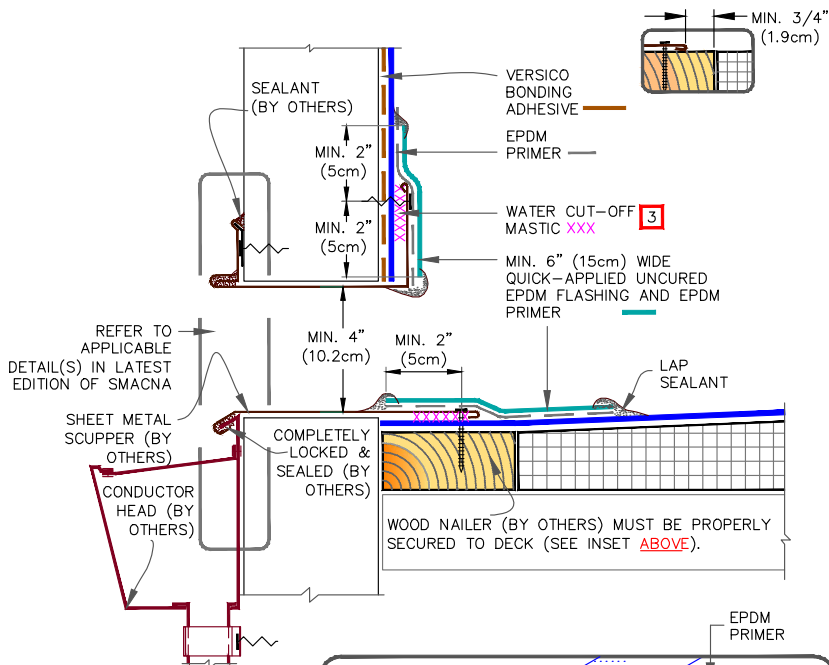 MIN. 3/4”
(1.9cm)
SEALANT
(BY OTHERS)
VERSICO
BONDING
ADHESIVE
MIN. 2”
(5cm)
EPDM
PRIMER
MIN. 2”
(5cm)
WATER CUT-OFF 3
MASTIC XXX
MIN. 6” (15cm) WIDE
QUICK-APPLIED UNCURED
EPDM FLASHING AND EPDM
PRIMER
REFER TO
APPLICABLE
DETAIL(S) IN LATEST
EDITION OF SMACNA
MIN. 4”
(10.2cm)
MIN. 2”
(5cm)
LAP
SEALANT
SHEET METAL
SCUPPER (BY
OTHERS)
COMPLETELY
LOCKED &
SEALED (BY
OTHERS)
CONDUCTOR
HEAD (BY
OTHERS)
WOOD NAILER (BY OTHERS) MUST BE PROPERLY
SECURED TO DECK (SEE INSET ABOVE).
EPDM
PRIMER